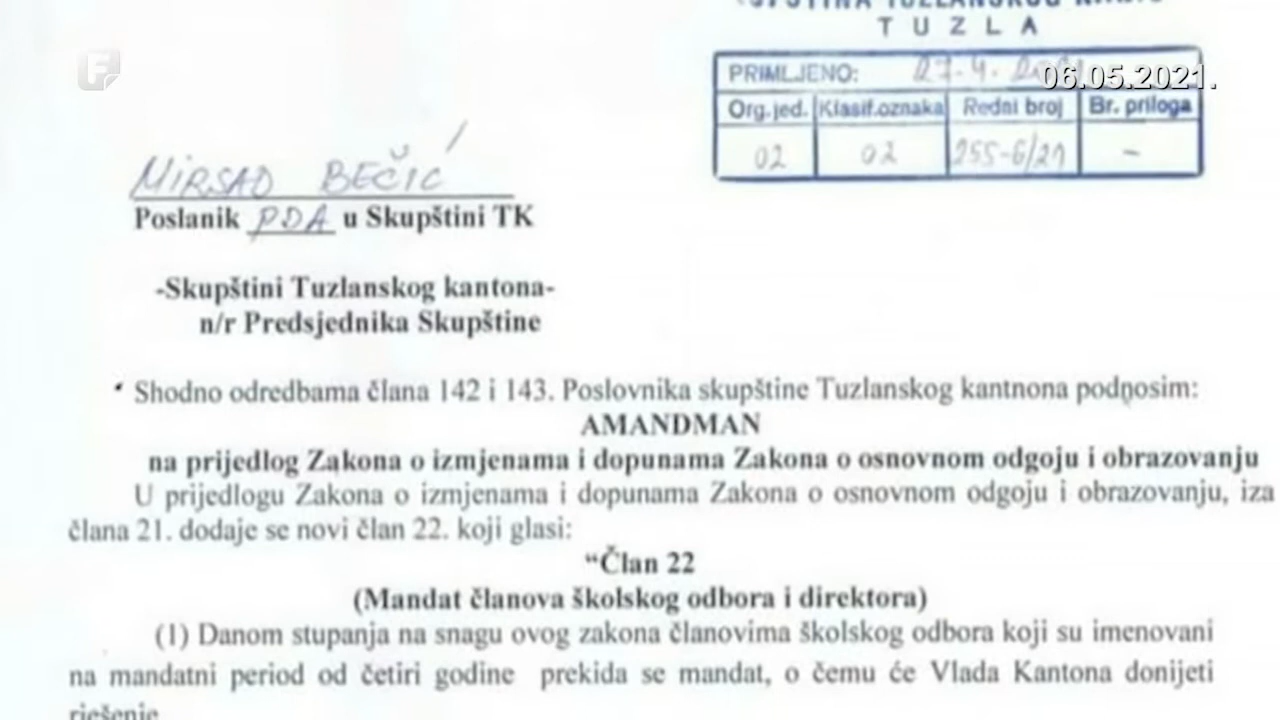 T U Z L A
PRIMLJENO: 27.4.
06.05.2021.
Org.jed. Klasif.oznaka Redni broj Br. priloga
02 02 255-6/21 -
MIRSAD BEČIĆ
Poslanik PDA u Skupštini TK
-Skupštini Tuzlanskog kantona-
n/r Predsjednika Skupštine
Shodno odredbama člana 142 i 143. Poslovnika skupštine Tuzlanskog kantnona podnosim:
AMANDMAN
na prijedlog Zakona o izmjenama i dopunama Zakona o osnovnom odgoju i obrazovanju
U prijedlogu Zakona o izmjenama i dopunama Zakona o osnovnom odgoju i obrazovanju, iza
člana 21. dodaje se novi član 22. koji glasi:
“Član 22
(Mandat članova školskog odbora i direktora)
(1) Danom stupanja na snagu ovog zakona članovima školskog odbora koji su imenovani
na mandatni period od četiri godine prekida se mandat, o čemu će Vlada Kantona donijeti
rješenje